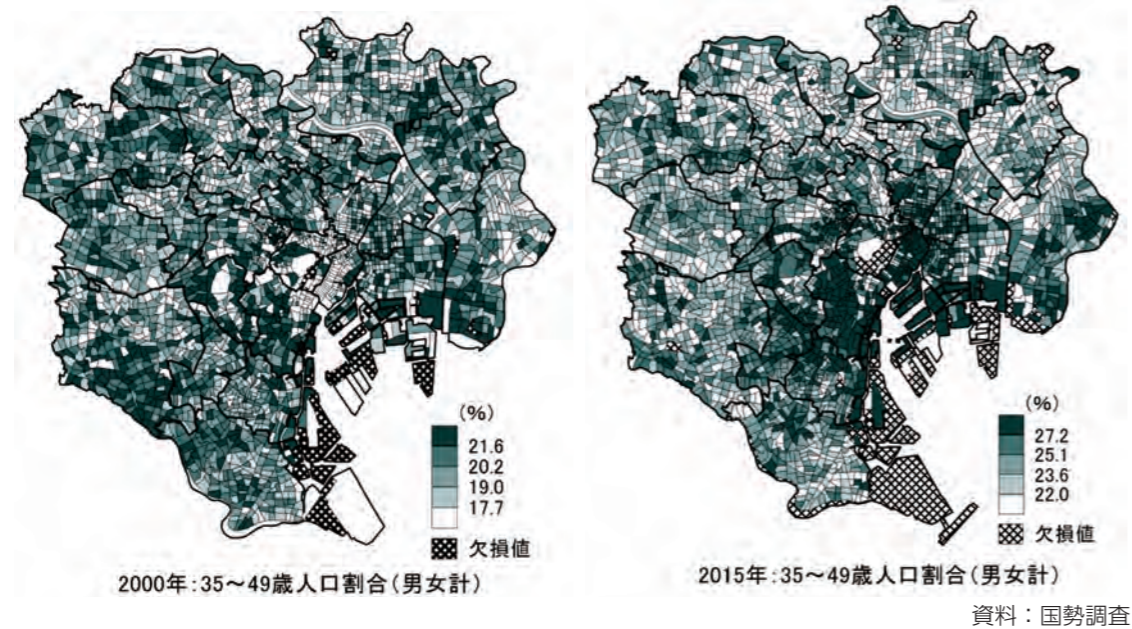 (%)
21.6
20.2
19.0
17.7
欠損値
2000年:35～49歳人口割合(男女計)
(%)
27.2
25.1
23.6
22.0
欠損値
2015年:35～49歳人口割合(男女計)
資料：国勢調査